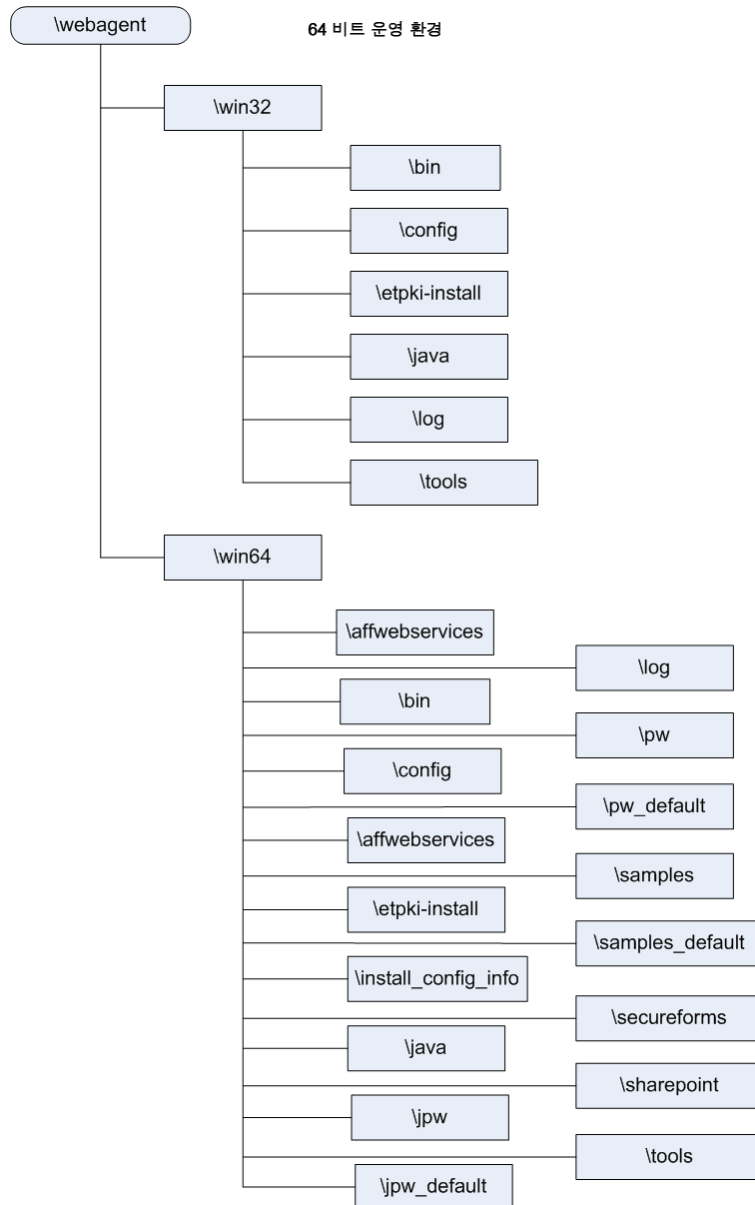 \webagent
64 비트 운영 환경
\win32
\bin
\config
\etpki-install
\java
\log
\tools
\win64
\affwebservices
\log
\bin
\pw
\config
\pw_default
\affwebservices
\samples
\etpki-install
\samples_default
\install_config_info
\secureforms
\java
\sharepoint
\jpw
\tools
\jpw_default